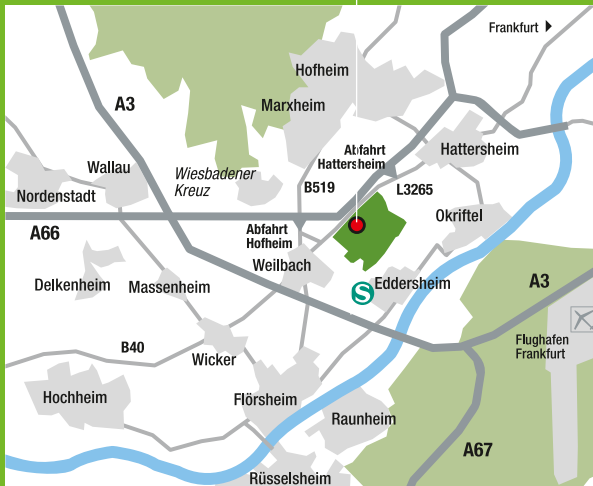 Frankfurt
Hofheim
A3
Marxheim
Abfahrt
Hattersheim
Hattersheim
Wallau
Wiesbadener
Kreuz
B519
L3265
Nordenstadt
Okriftel
A66
Abfahrt
Hofheim
Weilbach
Delkenheim
Massenheim
S
Eddersheim
A3
B40
Wicker
Flughafen
Frankfurt
Hochheim
Flörsheim
Raunheim
A67
Rüsselsheim